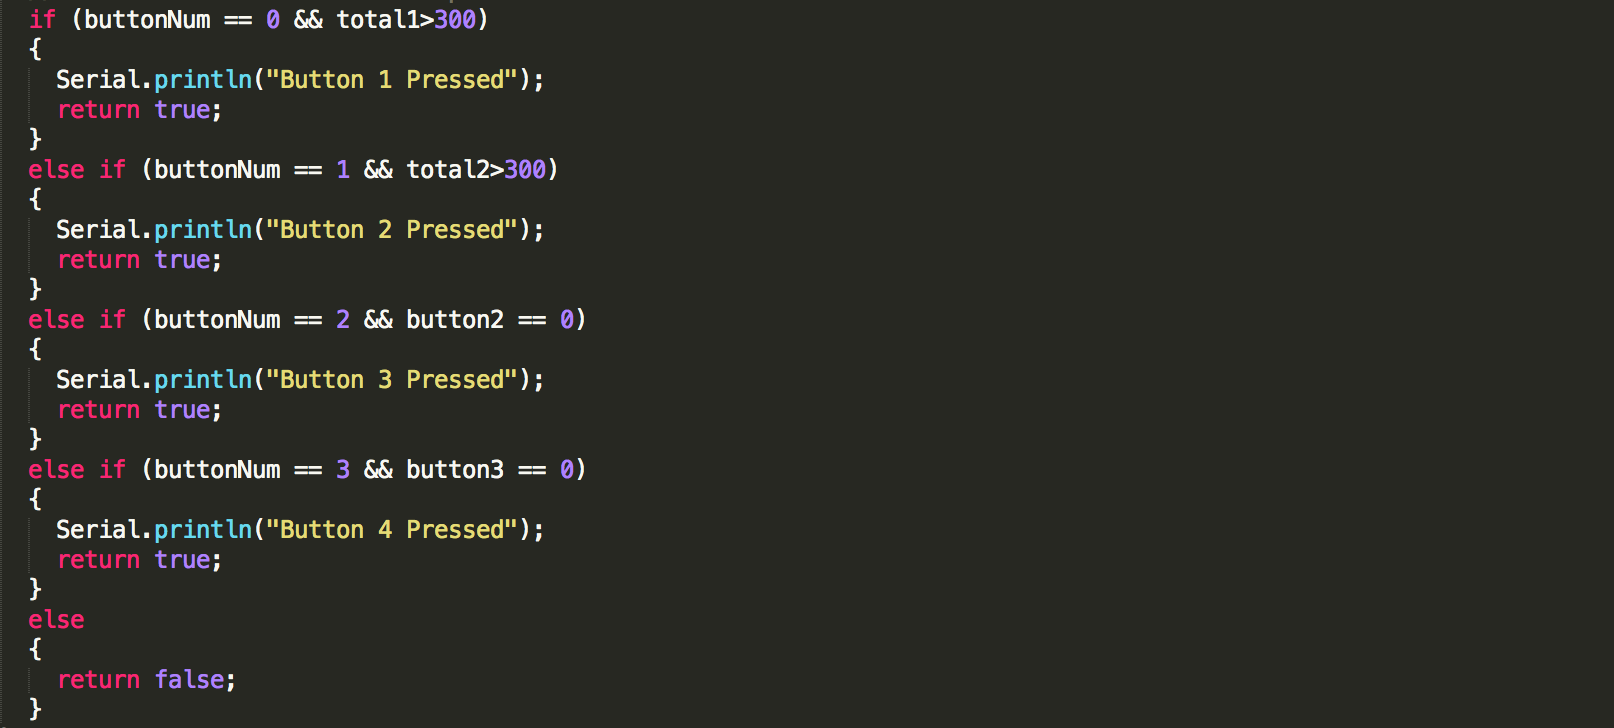 if (buttonNum == 0 && total1>300)
{
  Serial.println("Button 1 Pressed");
  return true;
}
else if (buttonNum == 1 && total2>300)
{
  Serial.println("Button 2 Pressed");
  return true;
}
else if (buttonNum == 2 && button2 == 0)
{
  Serial.println("Button 3 Pressed");
  return true;
}
else if (buttonNum == 3 && button3 == 0)
{
  Serial.println("Button 4 Pressed");
  return true;
}
else
{
  return false;
}